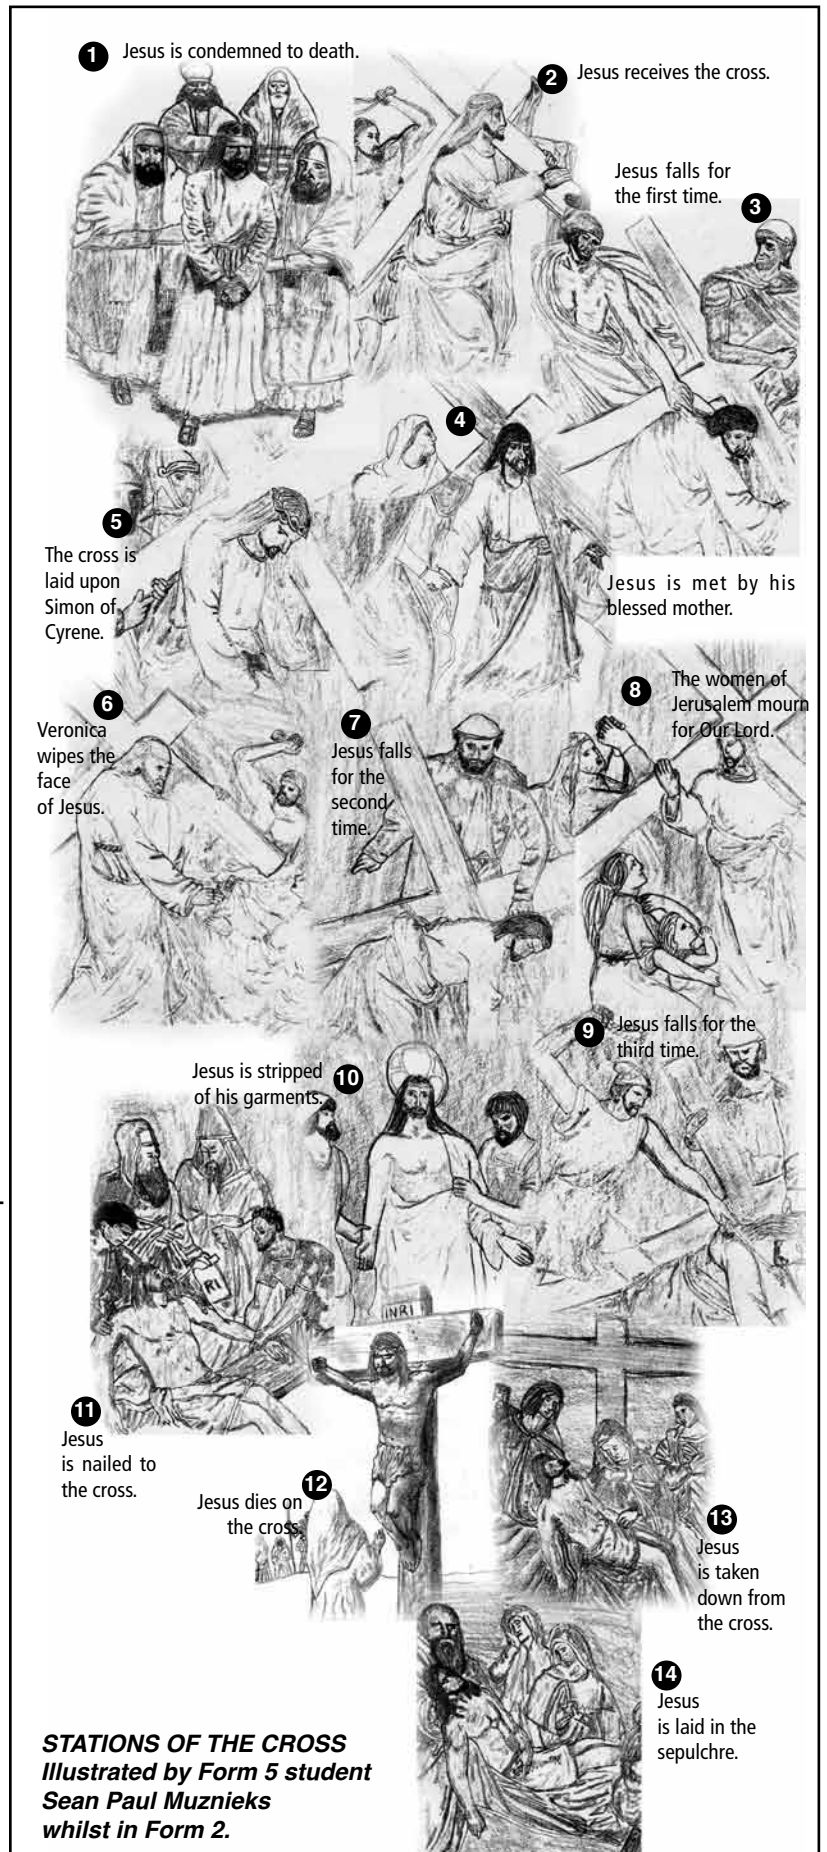 1
Jesus is condemned to death.
2
Jesus receives the cross.
Jesus falls for
the first time.
3
4
Jesus is met by his
blessed mother.
5
The cross is
laid upon
Simon of
Cyrene.
6
Veronica
wipes the
face
of Jesus.
7
Jesus falls
for the
second
time.
8
The women of
Jerusalem mourn
for Our Lord.
9
Jesus falls for the
third time.
Jesus is stripped
of his garments.
10
RI
INRI
11
Jesus
is nailed to
the cross.
12
Jesus dies on
the cross.
13
Jesus
is taken
down from
the cross.
14
Jesus
is laid in the
sepulchre.
STATIONS OF THE CROSS
Illustrated by Form 5 student
Sean Paul Muznieks
whilst in Form 2.